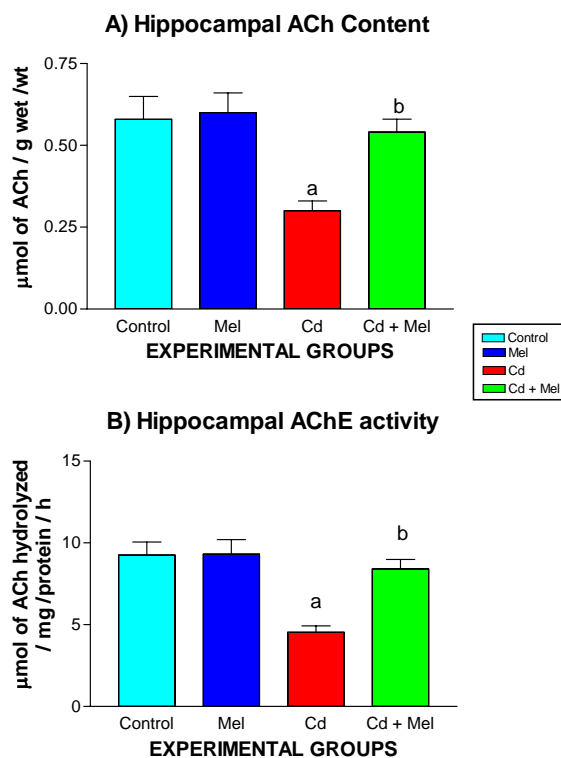 A) Hippocampal ACh Content
μmol of ACh / g wet /wt
0.75
0.50
0.25
0.00
a
b
Control Mel Cd Cd + Mel
EXPERIMENTAL GROUPS
Control
Mel
Cd
Cd + Mel
B) Hippocampal AChE activity
μmol of ACh hydrolyzed
/ mg /protein / h
15
10
5
0
a
b
Control Mel Cd Cd + Mel
EXPERIMENTAL GROUPS